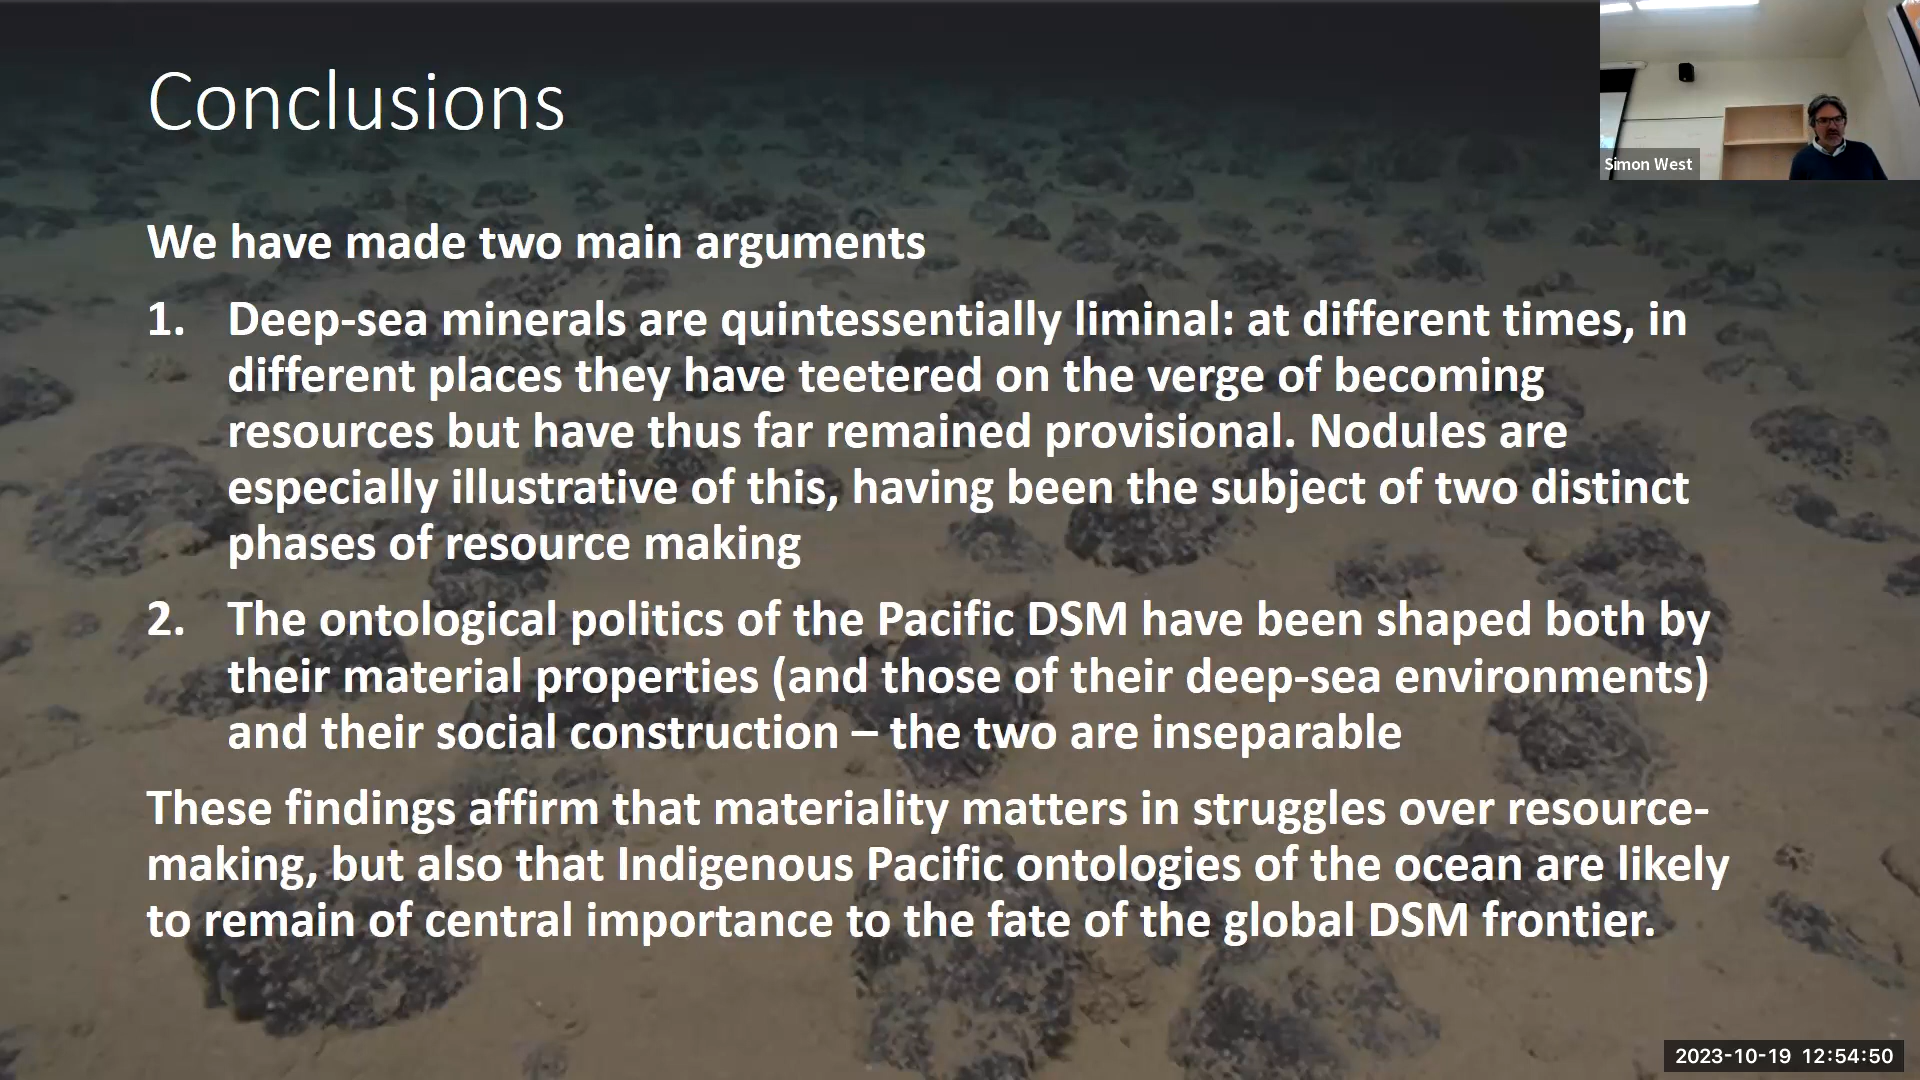 Conclusions
Simon West
We have made two main arguments
1. Deep-sea minerals are quintessentially liminal: at different times, in
different places they have teetered on the verge of becoming
resources but have thus far remained provisional. Nodules are
especially illustrative of this, having been the subject of two distinct
phases of resource making
2. The ontological politics of the Pacific DSM have been shaped both by
their material properties (and those of their deep-sea environments)
and their social construction – the two are inseparable
These findings affirm that materiality matters in struggles over resource-
making, but also that Indigenous Pacific ontologies of the ocean are likely
to remain of central importance to the fate of the global DSM frontier.
2023-10-19 12:54:50